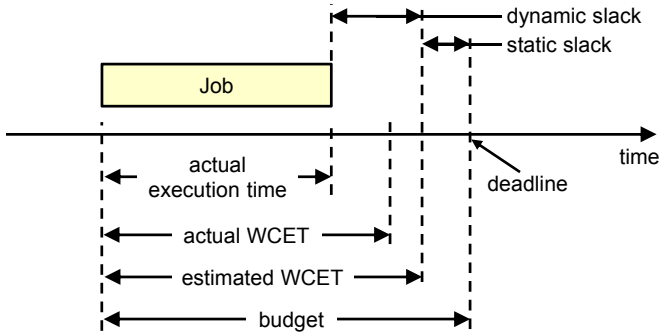 dynamic slack
static slack
Job
time
actual
execution time
deadline
actual WCET
estimated WCET
budget